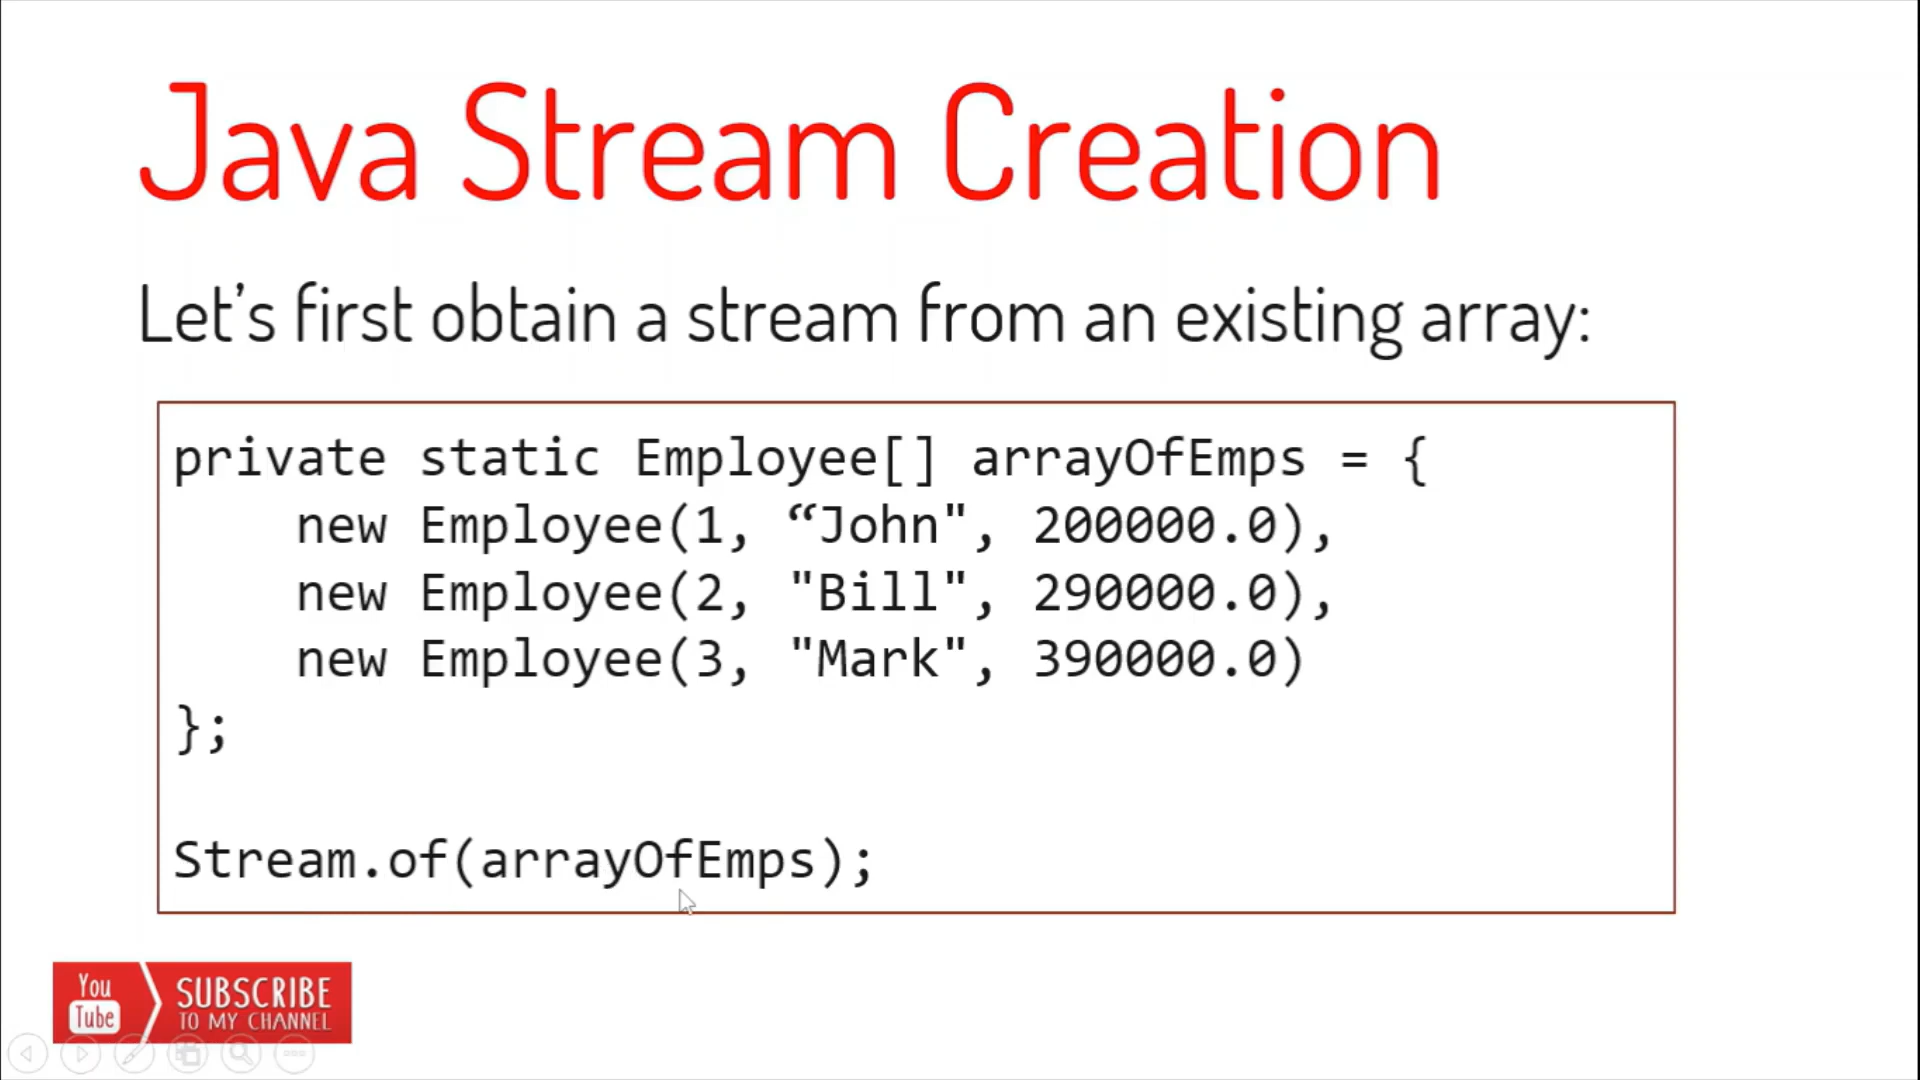 Java Stream Creation
Let’s first obtain a stream from an existing array:
private static Employee[] arrayOfEmps = {
    new Employee(1, “John", 200000.0),
    new Employee(2, "Bill", 290000.0),
    new Employee(3, "Mark", 390000.0)
};
Stream.of(arrayOfEmps);
You
Tube
SUBSCRIBE
TO MY CHANNEL